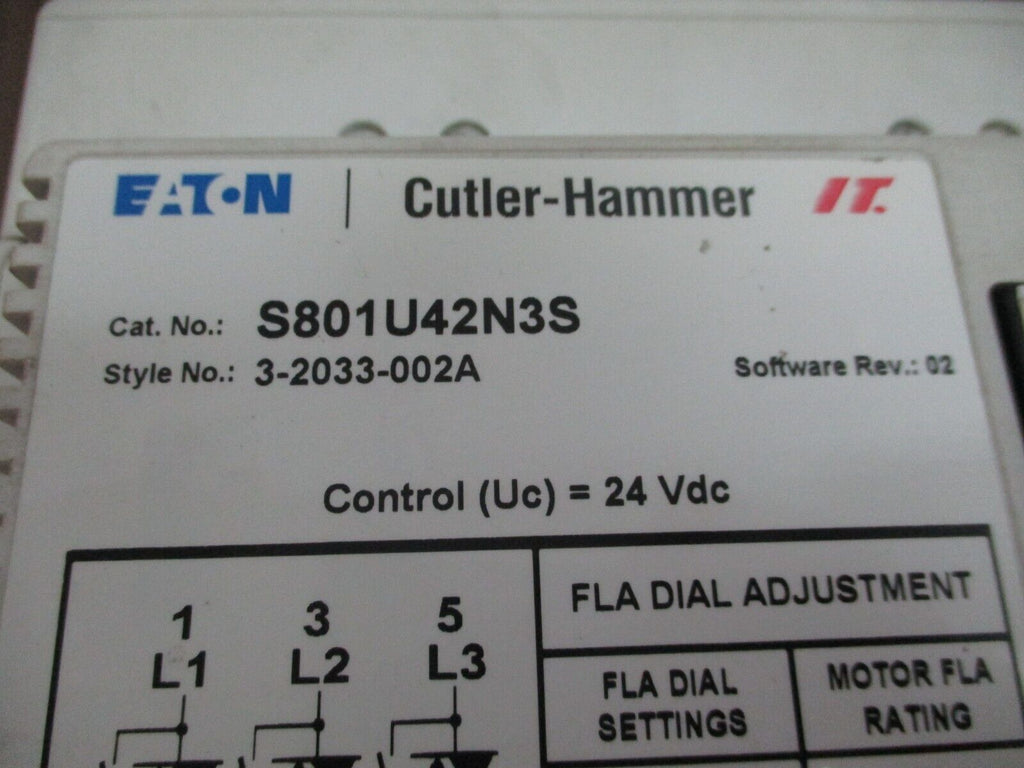 EATON | Cutler-Hammer IT.
Cat. No.: S801U42N3S
Style No.: 3-2033-002A Software Rev.: 02
Control (Uc) = 24 Vdc
1 3 5
L1 L2 L3
FLA DIAL ADJUSTMENT
FLA DIAL
SETTINGS
MOTOR FLA
RATING